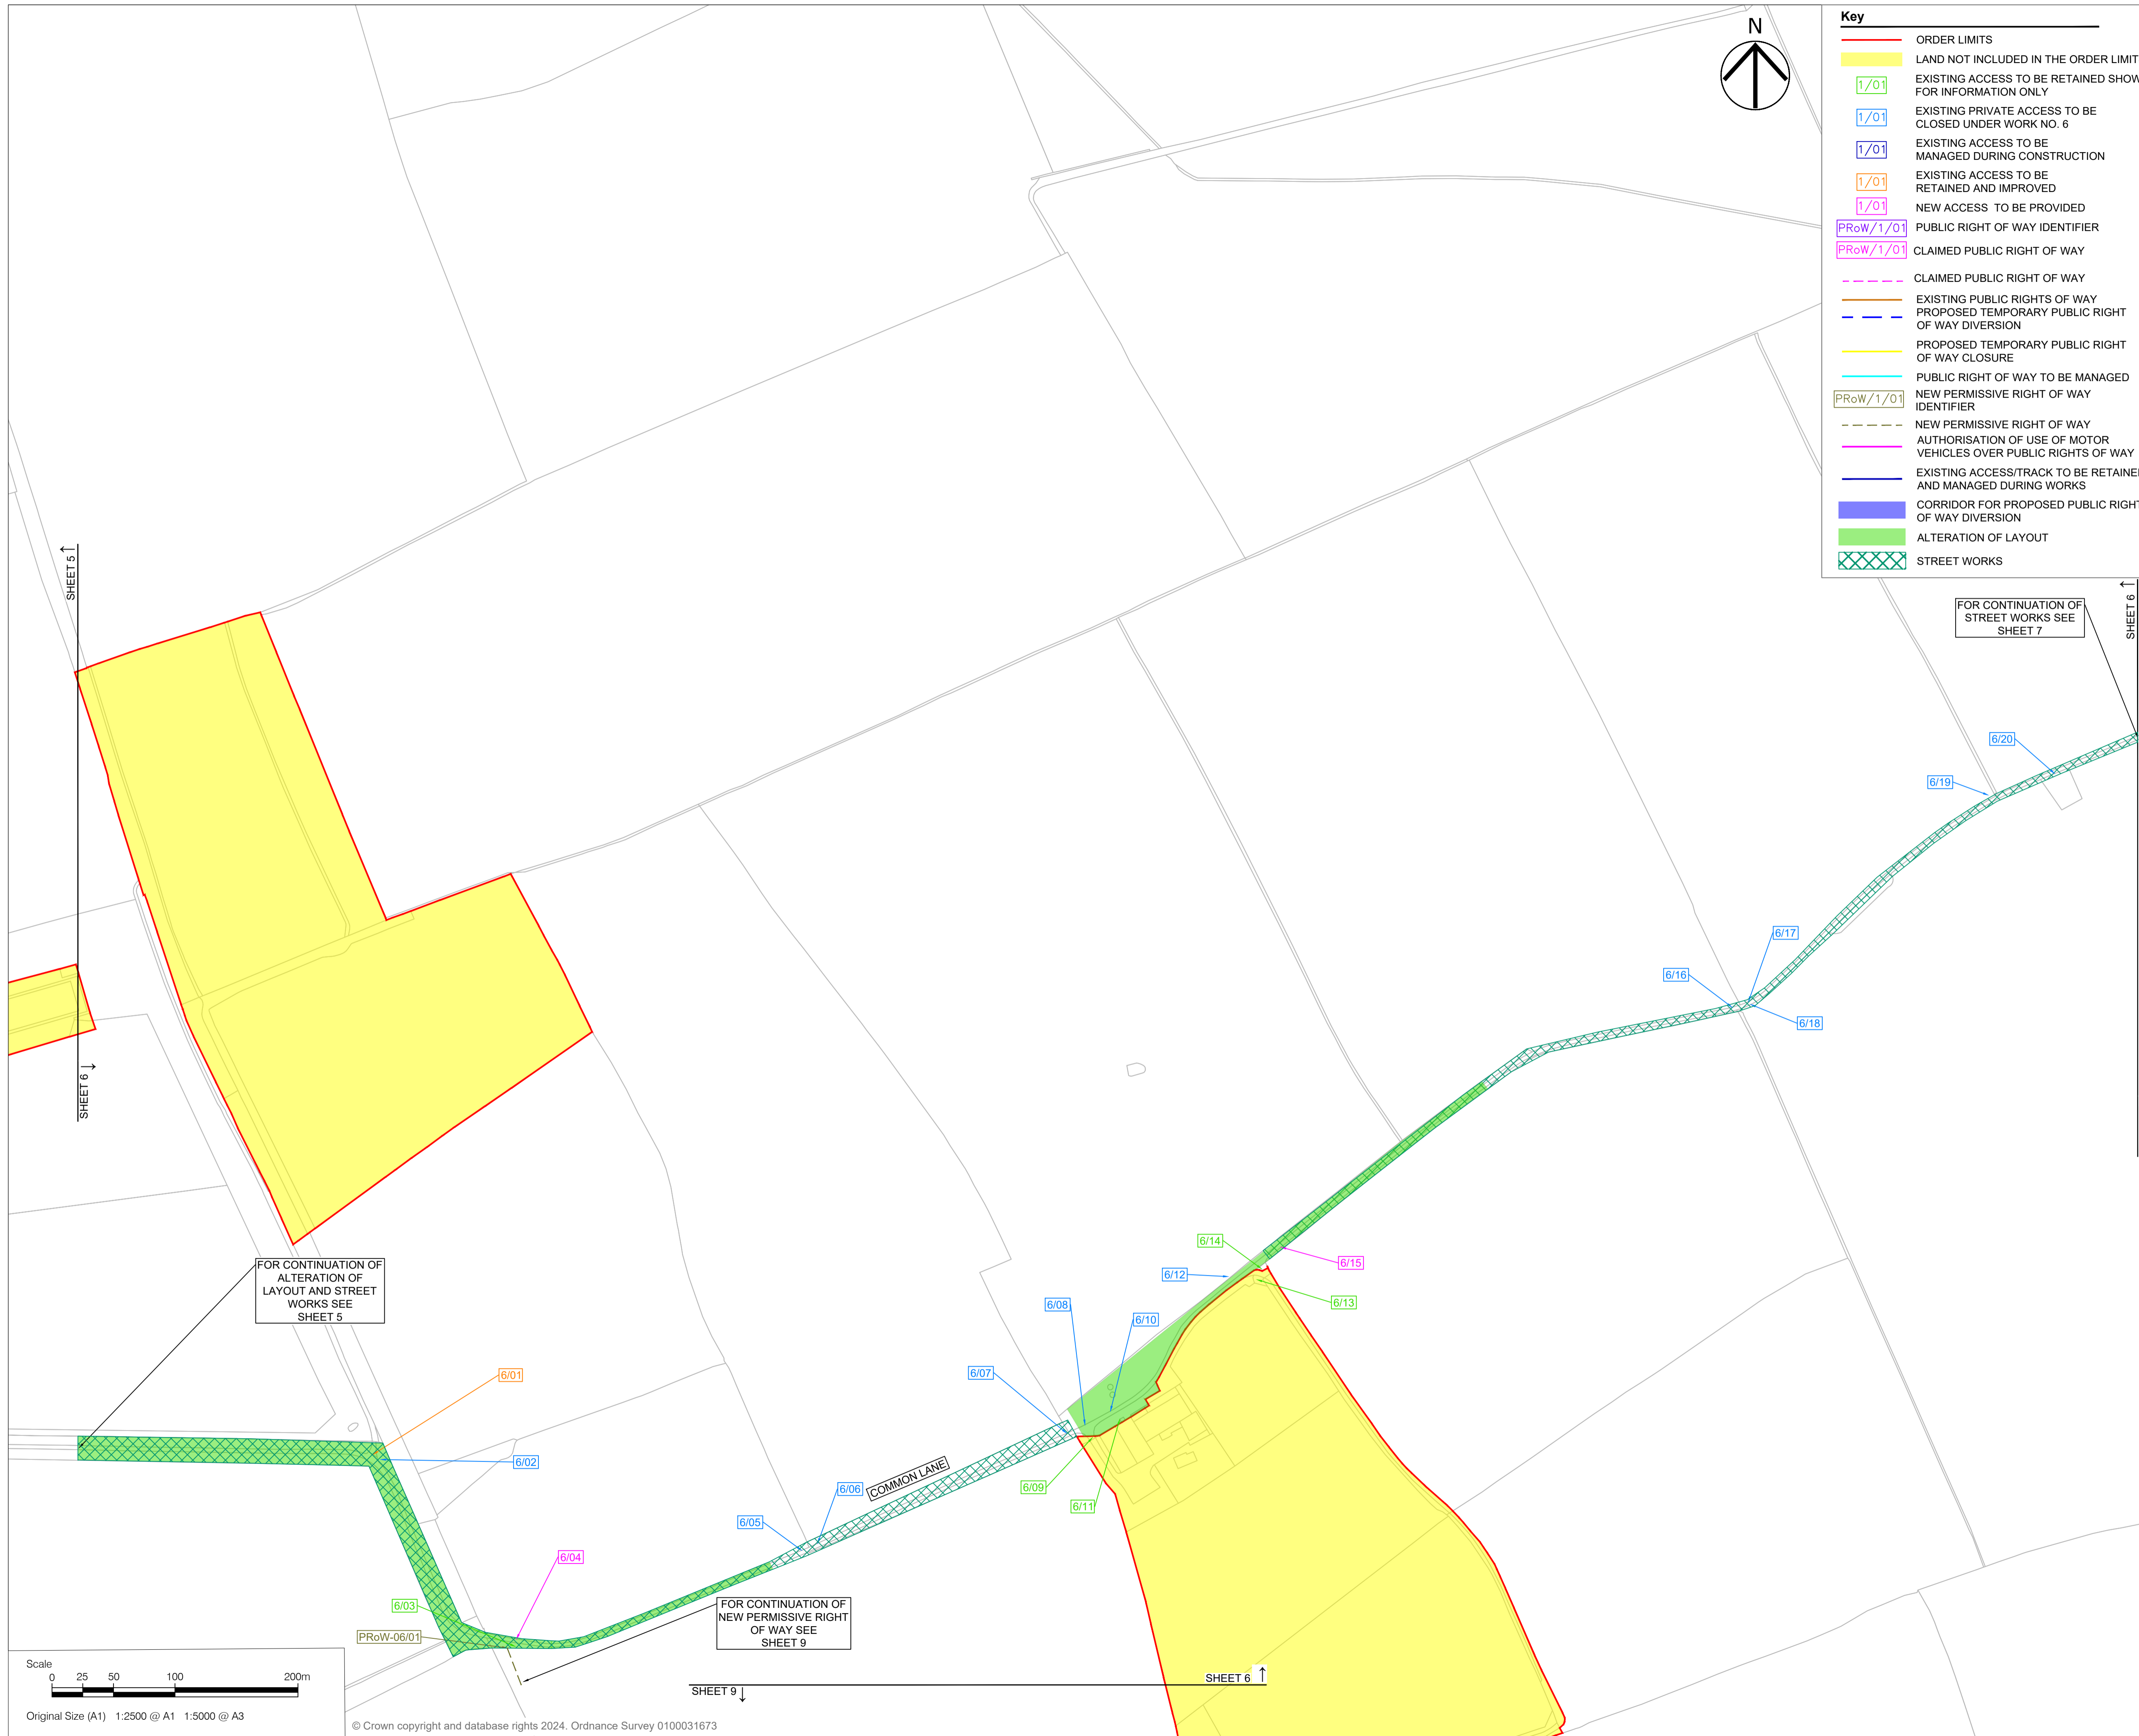 N
Key
ORDER LIMITS
LAND NOT INCLUDED IN THE ORDER LIMIT
1/01
EXISTING ACCESS TO BE RETAINED SHOW
FOR INFORMATION ONLY
1/01
EXISTING PRIVATE ACCESS TO BE
CLOSED UNDER WORK NO. 6
1/01
EXISTING ACCESS TO BE
MANAGED DURING CONSTRUCTION
1/01
EXISTING ACCESS TO BE
RETAINED AND IMPROVED
1/01
NEW ACCESS TO BE PROVIDED
PRoW/1/01
PUBLIC RIGHT OF WAY IDENTIFIER
PRoW/1/01
CLAIMED PUBLIC RIGHT OF WAY
CLAIMED PUBLIC RIGHT OF WAY
EXISTING PUBLIC RIGHTS OF WAY
PROPOSED TEMPORARY PUBLIC RIGHT
OF WAY DIVERSION
PROPOSED TEMPORARY PUBLIC RIGHT
OF WAY CLOSURE
PUBLIC RIGHT OF WAY TO BE MANAGED
PRoW/1/01
NEW PERMISSIVE RIGHT OF WAY
IDENTIFIER
NEW PERMISSIVE RIGHT OF WAY
AUTHORISATION OF USE OF MOTOR
VEHICLES OVER PUBLIC RIGHTS OF WAY
EXISTING ACCESS/TRACK TO BE RETAINE
AND MANAGED DURING WORKS
CORRIDOR FOR PROPOSED PUBLIC RIGHT
OF WAY DIVERSION
ALTERATION OF LAYOUT
STREET WORKS
SHEET 5
SHEET 6
FOR CONTINUATION OF
STREET WORKS SEE
SHEET 7
SHEET 6
6/20
6/19
6/17
6/16
6/18
6/14
6/15
6/12
6/13
6/08
6/10
6/07
FOR CONTINUATION OF
ALTERATION OF
LAYOUT AND STREET
WORKS SEE
SHEET 5
6/01
6/02
COMMON LANE
6/09
6/06
6/11
6/05
6/04
6/03
PRoW-06/01
FOR CONTINUATION OF
NEW PERMISSIVE RIGHT
OF WAY SEE
SHEET 9
SHEET 6
SHEET 9
Scale
0 25 50 100 200m
Original Size (A1) 1:2500 @ A1 1:5000 @ A3
© Crown copyright and database rights 2024. Ordnance Survey 0100031673